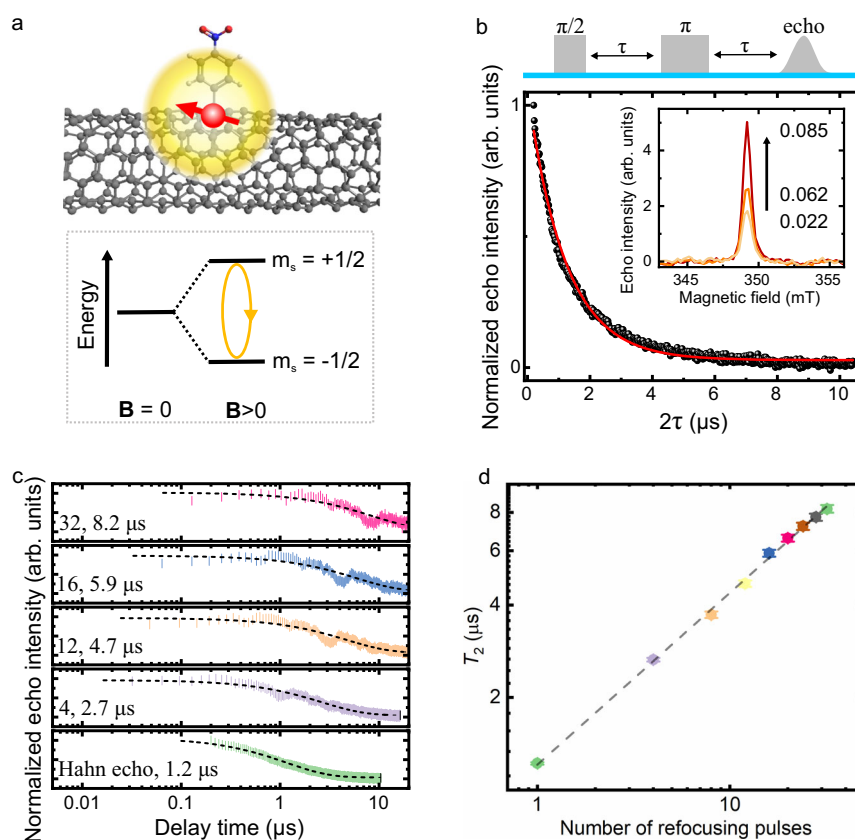 a
Energy
m_s = +1/2
m_s = -1/2
B = 0
B>0
b
π/2
τ
π
τ
echo
Normalized echo intensity (arb. units)
1
0
0
2
4
6
8
10
2τ (μs)
Echo intensity (arb. units)
4
2
0
345
350
355
Magnetic field (mT)
0.085
0.062
0.022
c
Normalized echo intensity (arb. units)
32, 8.2 μs
16, 5.9 μs
12, 4.7 μs
4, 2.7 μs
Hahn echo, 1.2 μs
0.01
0.1
1
10
Delay time (μs)
d
T₂ (μs)
8
6
4
2
1
10
Number of refocusing pulses